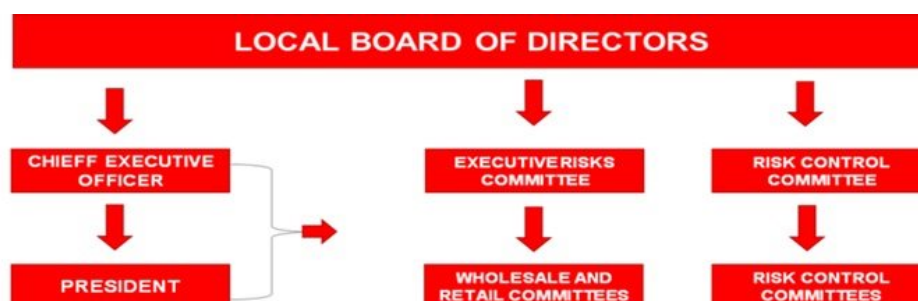 LOCAL BOARD OF DIRECTORS
CHIEFF EXECUTIVE
OFFICER
EXECUTIVERISKS
COMMITTEE
RISK CONTROL
COMMITTEE
PRESIDENT
WHOLESALE AND
RETAIL COMMITTEES
RISK CONTROL
COMMITTEES